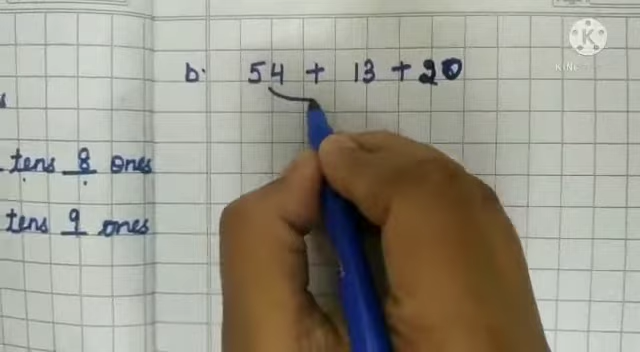 b. 54 + 13 + 20
tens 8 ones
tens 9 ones